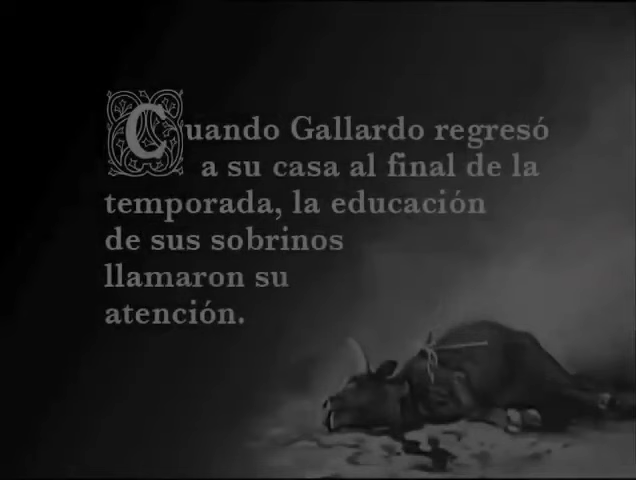 Cuando Gallardo regresó
a su casa al final de la
temporada, la educación
de sus sobrinos
llamaron su
atención.